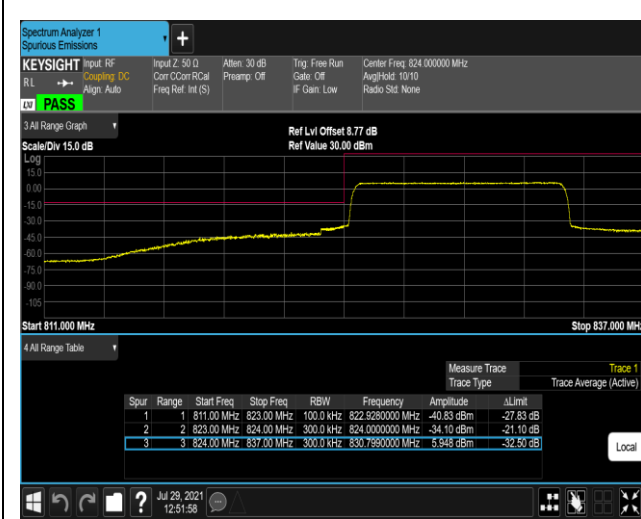 Spectrum Analyzer 1
Spurious Emissions
KEYSIGHT Input: RF Input Z: 50 Ω Atten: 30 dB Trig: Free Run Center Freq: 824.000000 MHz
RL Coupling: DC Corr CCorr RCal Preamp: Off Gate: Off Avg|Hold: 10/10
Align: Auto Freq Ref: Int (S) IF Gain: Low Radio Std: None
PASS
3 All Range Graph
Ref Lvl Offset 8.77 dB
Scale/Div 15.0 dB Ref Value 30.00 dBm
Log
15.0
0.00
-15.0
-30.0
-45.0
-60.0
-75.0
-90.0
-105
Start 811.000 MHz Stop 837.000 MHz
4 All Range Table
Measure Trace Trace 1
Trace Type Trace Average (Active)
Spur Range Start Freq Stop Freq RBW Frequency Amplitude ΔLimit
1 1 811.00 MHz 823.00 MHz 100.0 kHz 822.9280000 MHz -40.83 dBm -27.83 dB
2 2 823.00 MHz 824.00 MHz 300.0 kHz 824.0000000 MHz -34.10 dBm -21.10 dB
3 3 824.00 MHz 837.00 MHz 300.0 kHz 830.7990000 MHz 5.948 dBm -32.50 dB
Local
? Jul 29, 2021
12:51:58